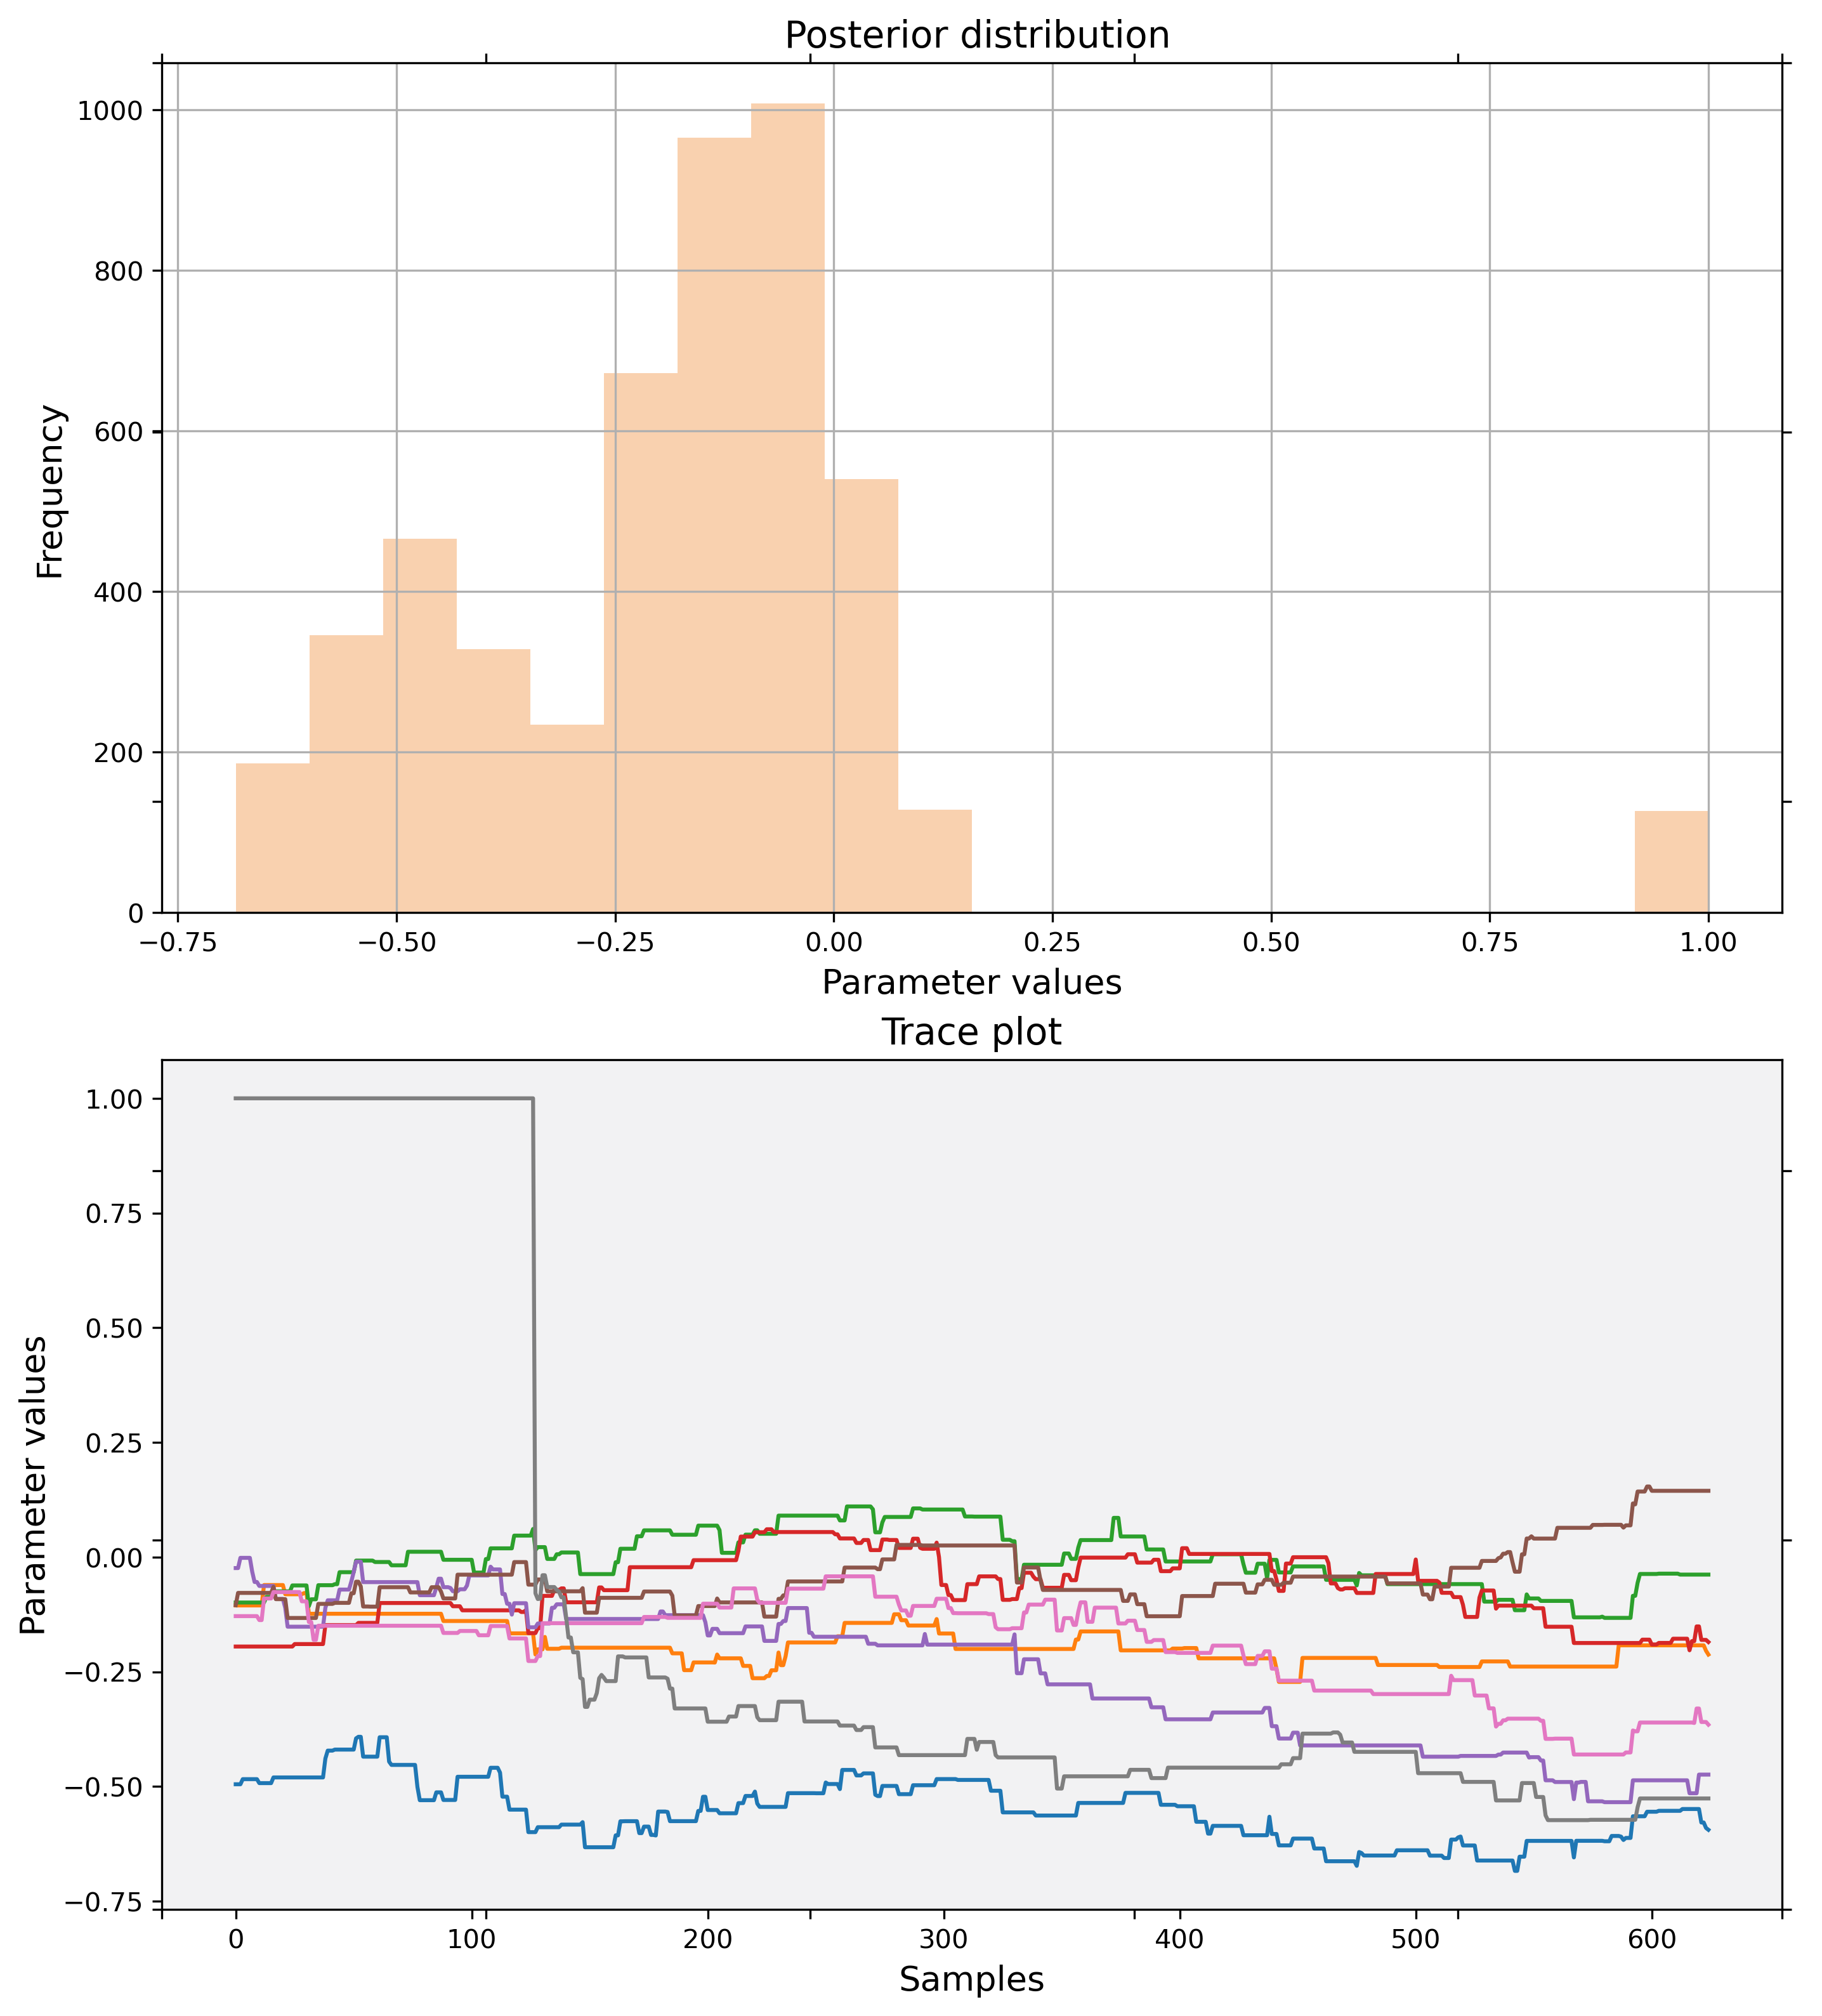 Posterior distribution
1000
800
600
400
200
0
Frequency
−0.75 −0.50 −0.25 0.00 0.25 0.50 0.75 1.00
Parameter values
Trace plot
1.00
0.75
0.50
0.25
0.00
−0.25
−0.50
−0.75
Parameter values
0 100 200 300 400 500 600
Samples